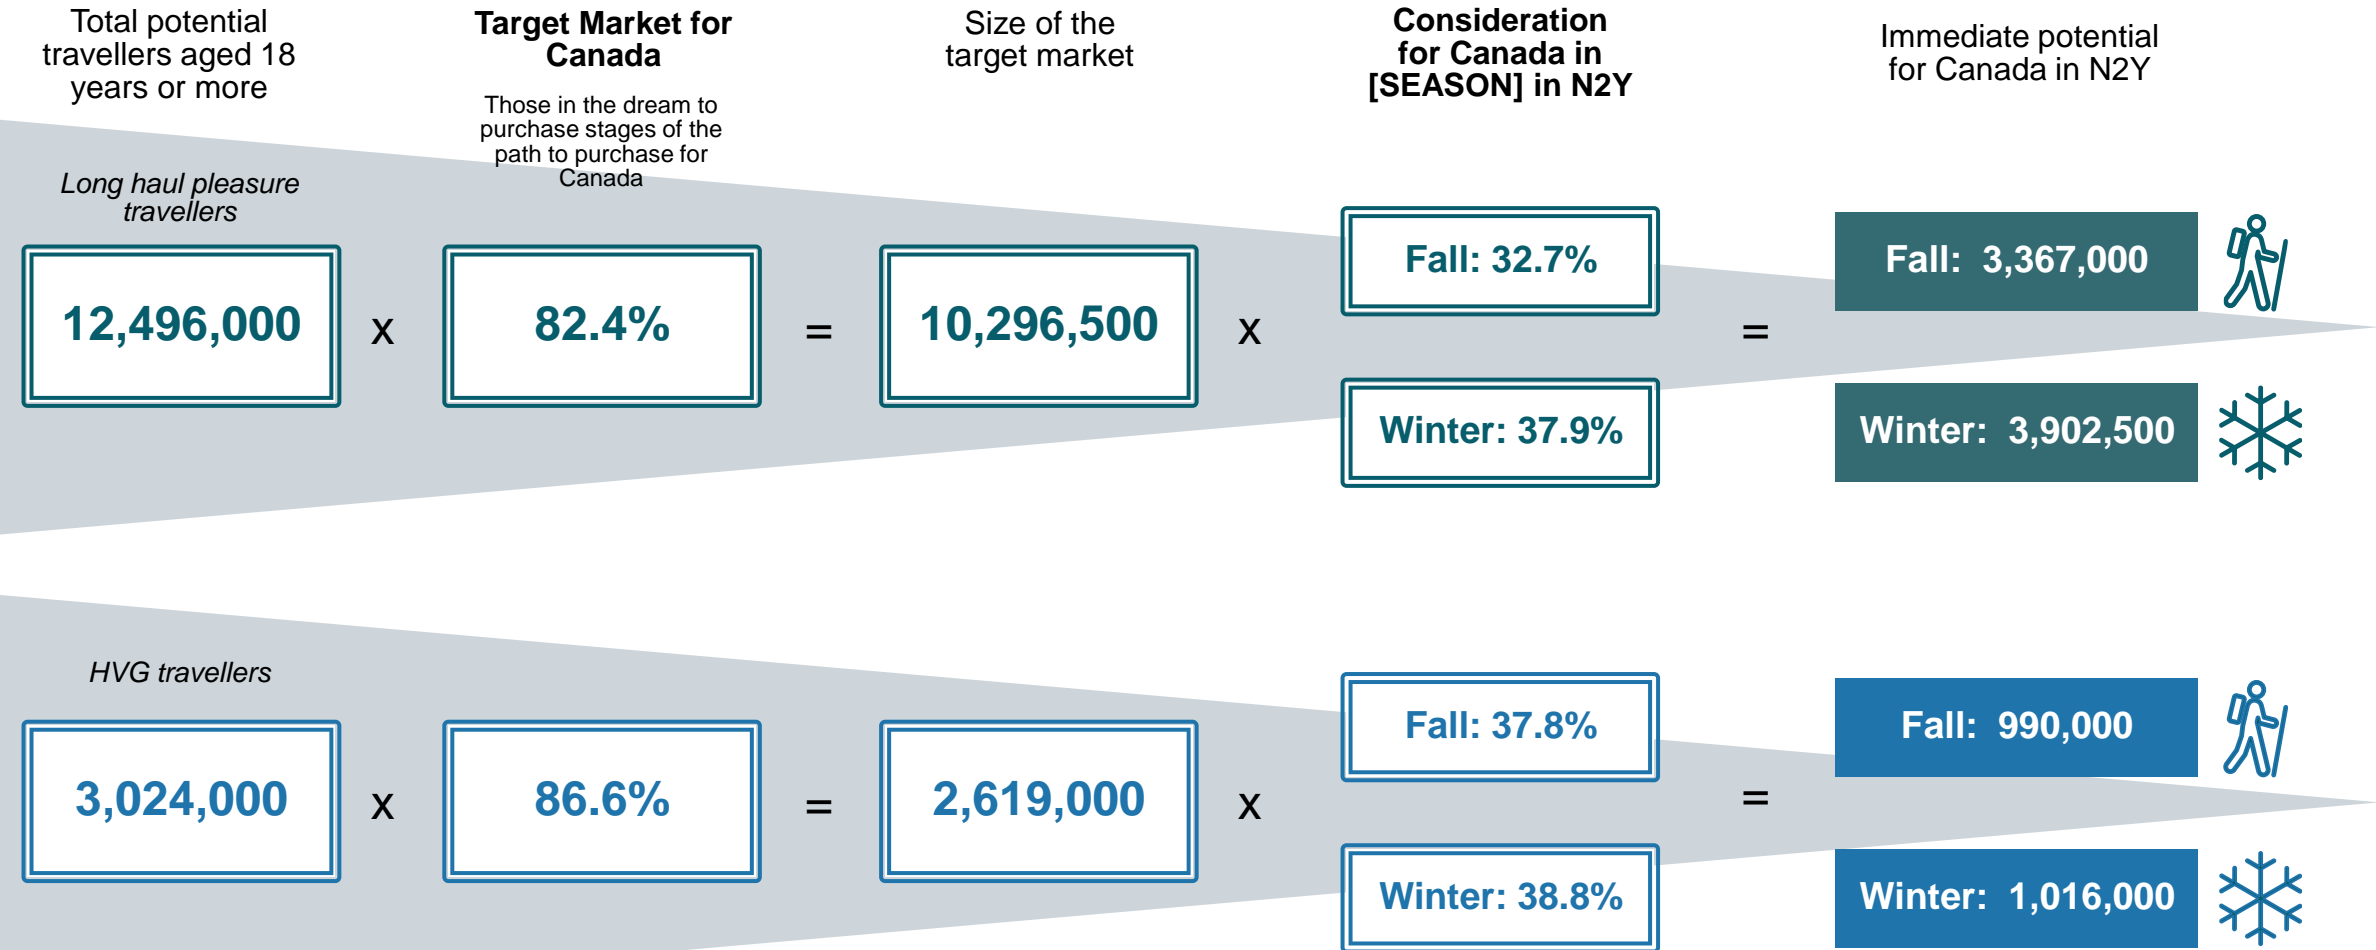 Total potential
travellers aged 18
years or more
Target Market for
Canada
Those in the dream to
purchase stages of the
path to purchase for
Canada
Size of the
target market
Consideration
for Canada in
[SEASON] in N2Y
Immediate potential
for Canada in N2Y
Long haul pleasure
travellers
12,496,000
x
82.4%
=
10,296,500
x
Fall: 32.7%
Winter: 37.9%
=
Fall: 3,367,000
Winter: 3,902,500
HVG travellers
3,024,000
x
86.6%
=
2,619,000
x
Fall: 37.8%
Winter: 38.8%
=
Fall: 990,000
Winter: 1,016,000